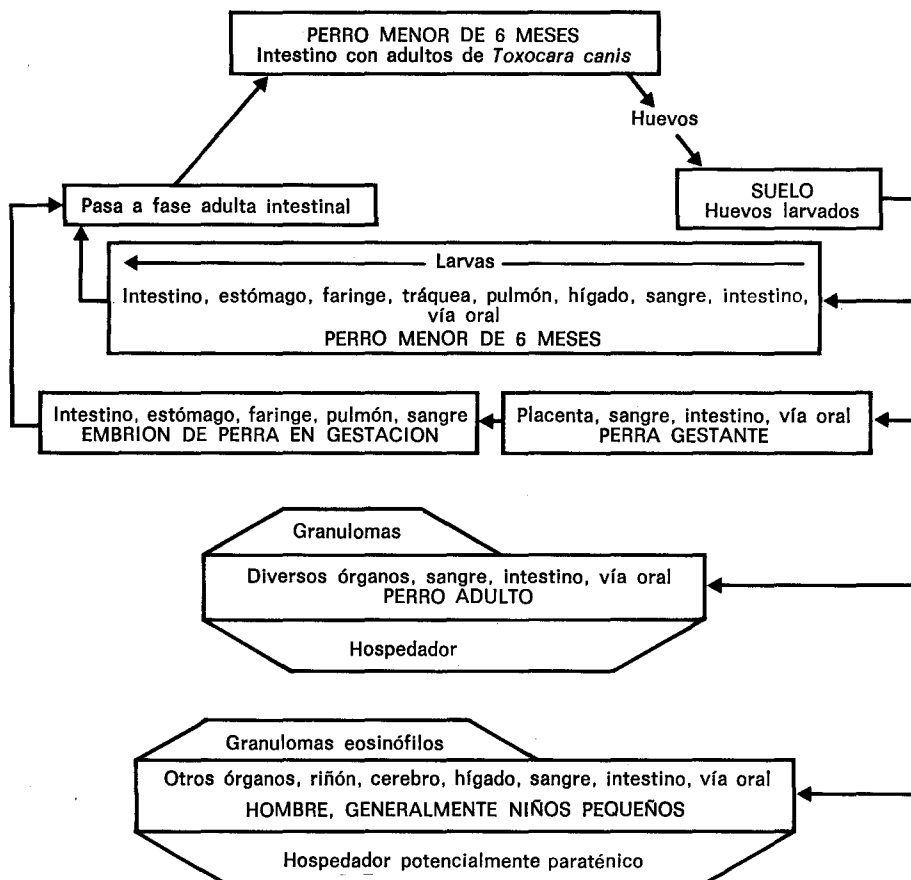 PERRO MENOR DE 6 MESES
Intestino con adultos de Toxocara canis
Huevos
SUELO
Huevos larvados
Pasa a fase adulta intestinal
Larvas
Intestino, estómago, faringe, tráquea, pulmón, hígado, sangre, intestino,
vía oral
PERRO MENOR DE 6 MESES
Intestino, estómago, faringe, pulmón, sangre
EMBRION DE PERRA EN GESTACION
Placenta, sangre, intestino, vía oral
PERRA GESTANTE
Granulomas
Diversos órganos, sangre, intestino, vía oral
PERRO ADULTO
Hospedador
Granulomas eosinófilos
Otros órganos, riñón, cerebro, hígado, sangre, intestino, vía oral
HOMBRE, GENERALMENTE NIÑOS PEQUEÑOS
Hospedador potencialmente paraténico